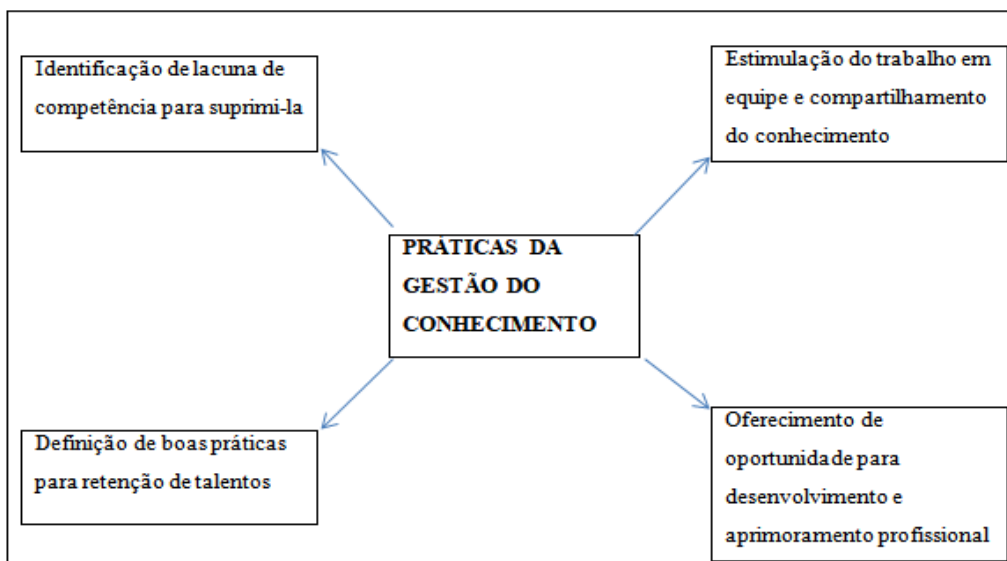 Identificação de lacuna de
competência para suprimi-la
Estimulação do trabalho em
equipe e compartilhamento
do conhecimento
PRÁTICAS DA
GESTÃO DO
CONHECIMENTO
Definição de boas práticas
para retenção de talentos
Oferecimento de
oportunidade para
desenvolvimento e
aprimoramento profissional